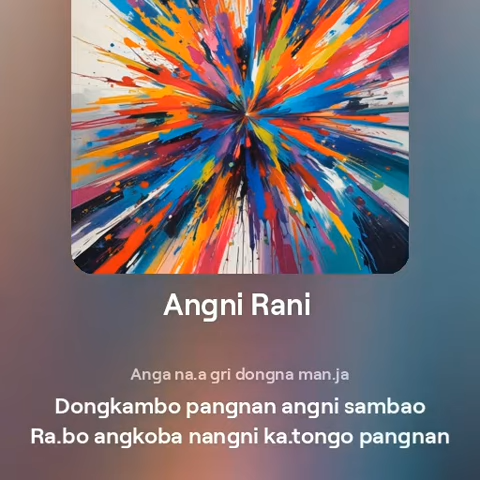 Angni Rani
Anga na.a gri dongna man.ja
Dongkambo pangnan angni sambao
Ra.bo angkoba nangni ka.tongo pangnan